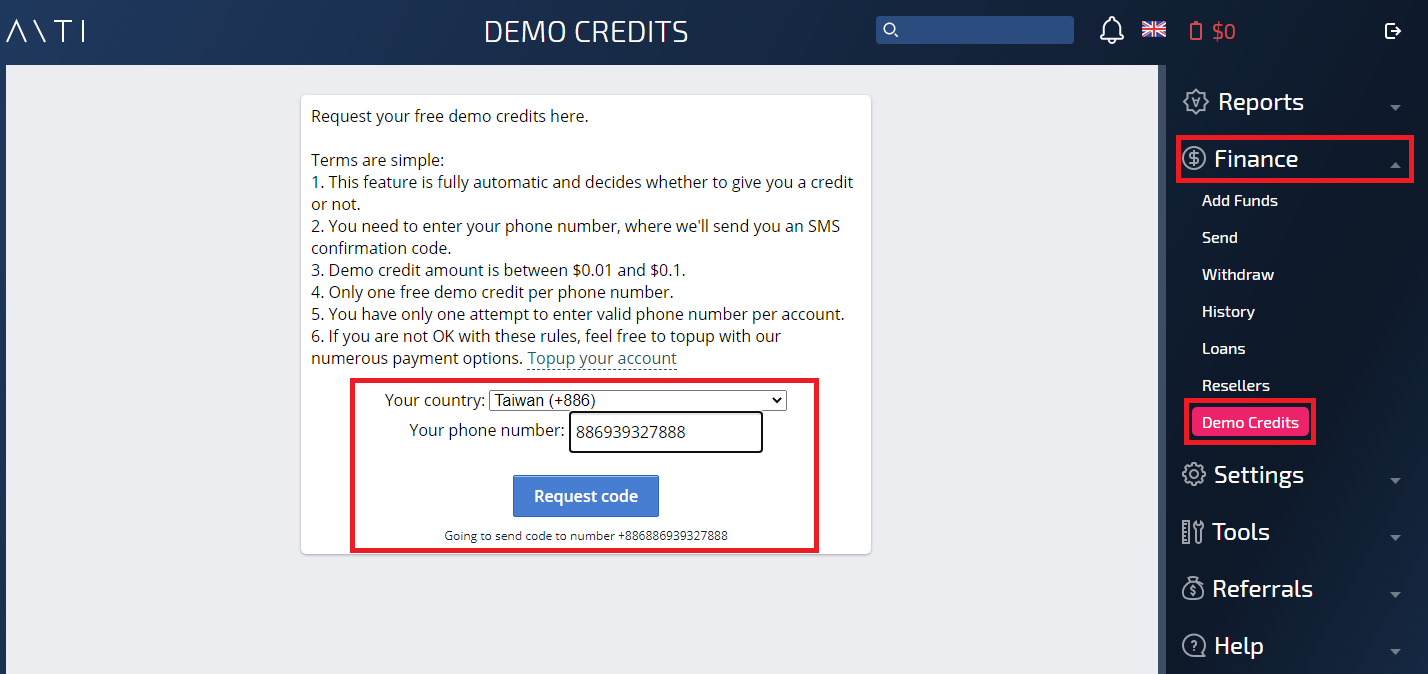 DEMO CREDITS
$0
Request your free demo credits here.
Terms are simple:
1. This feature is fully automatic and decides whether to give you a credit
or not.
2. You need to enter your phone number, where we'll send you an SMS
confirmation code.
3. Demo credit amount is between $0.01 and $0.1.
4. Only one free demo credit per phone number.
5. You have only one attempt to enter valid phone number per account.
6. If you are not OK with these rules, feel free to topup with our
numerous payment options. Topup your account
Your country: Taiwan (+886)
Your phone number: 886939327888
Request code
Going to send code to number +886886939327888
Reports
Finance
Add Funds
Send
Withdraw
History
Loans
Resellers
Demo Credits
Settings
Tools
Referrals
Help